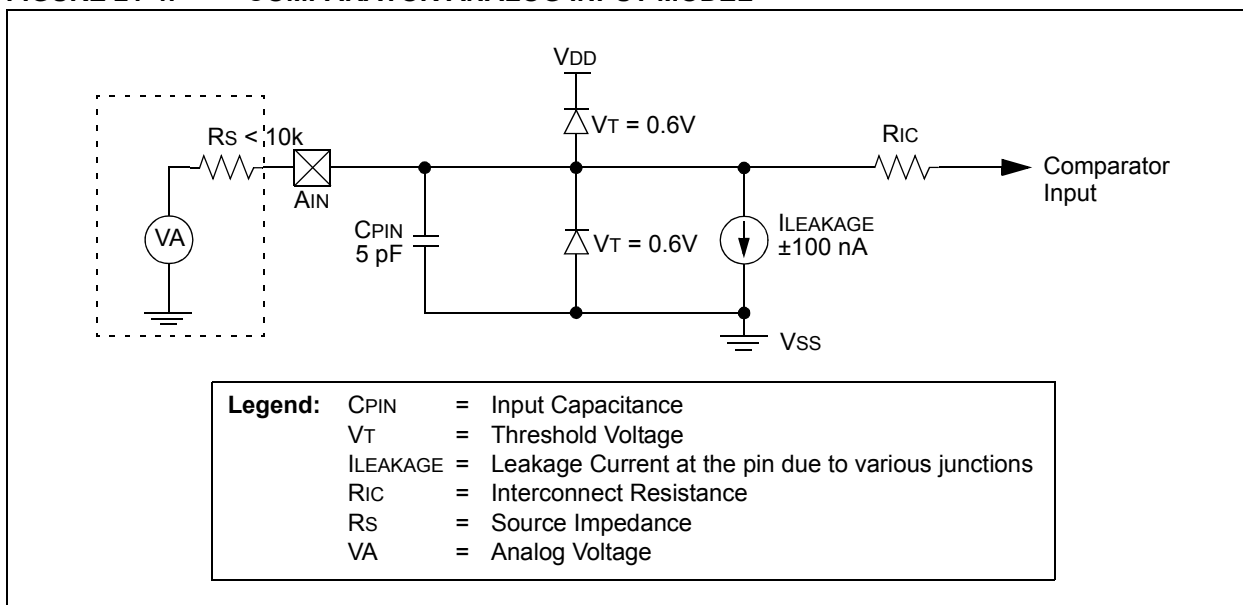 VDD
VT = 0.6V
RS < 10k
RIC
AIN
Comparator
Input
VA
CPIN
5 pF
VT = 0.6V
ILEAKAGE
±100 nA
VSS
Legend: CPIN = Input Capacitance
VT = Threshold Voltage
ILEAKAGE = Leakage Current at the pin due to various junctions
RIC = Interconnect Resistance
RS = Source Impedance
VA = Analog Voltage